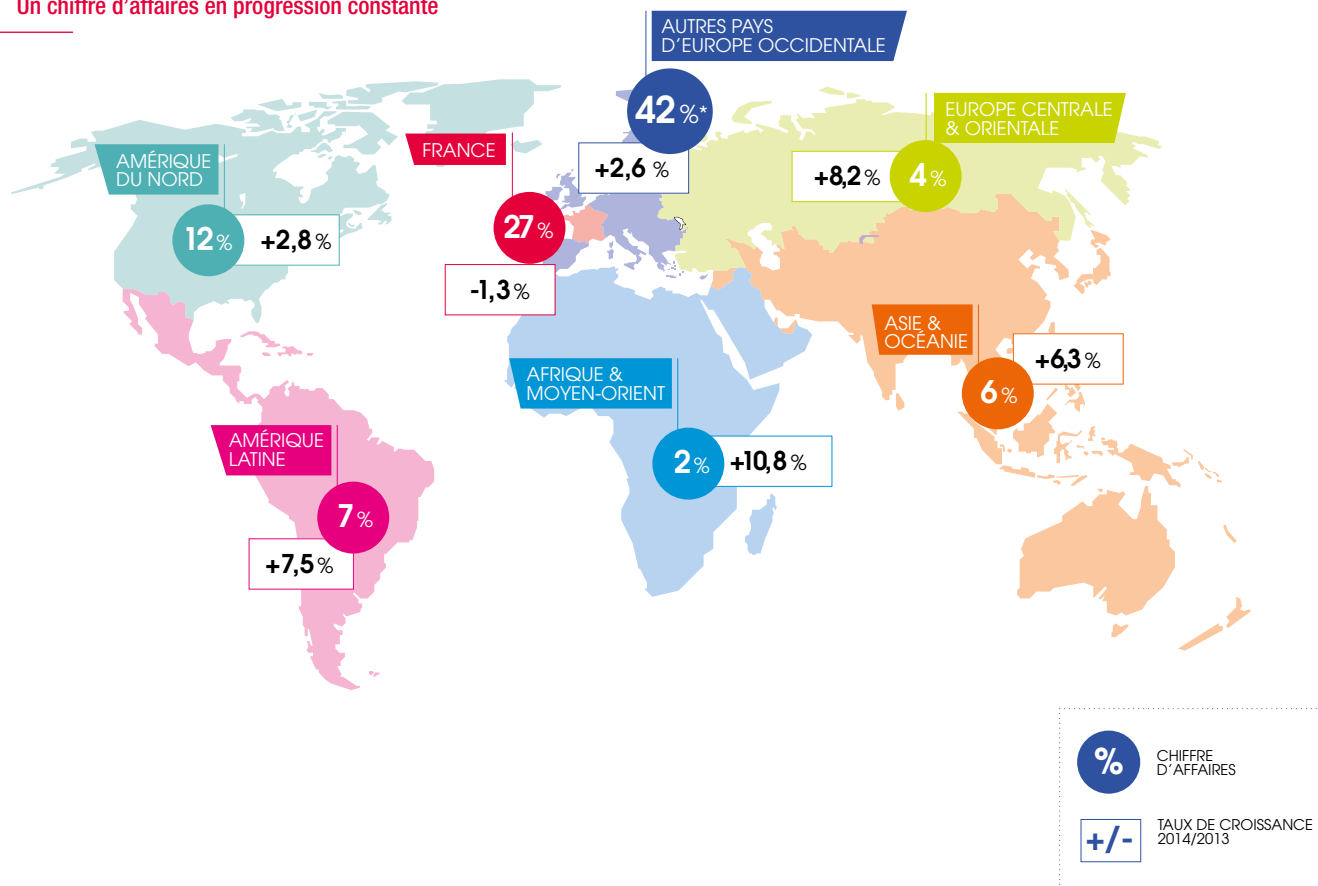 Un chiffre d'affaires en progression constante
AUTRES PAYS
D'EUROPE OCCIDENTALE
42 %*
+2,6 %
EUROPE CENTRALE
& ORIENTALE
+8,2 %
4 %
FRANCE
27 %
-1,3 %
AMÉRIQUE
DU NORD
12 %
+2,8 %
ASIE &
OCÉANIE
+6,3 %
6 %
AFRIQUE &
MOYEN-ORIENT
2 %
+10,8 %
AMÉRIQUE
LATINE
7 %
+7,5 %
%
CHIFFRE
D'AFFAIRES
+/-
TAUX DE CROISSANCE
2014/2013